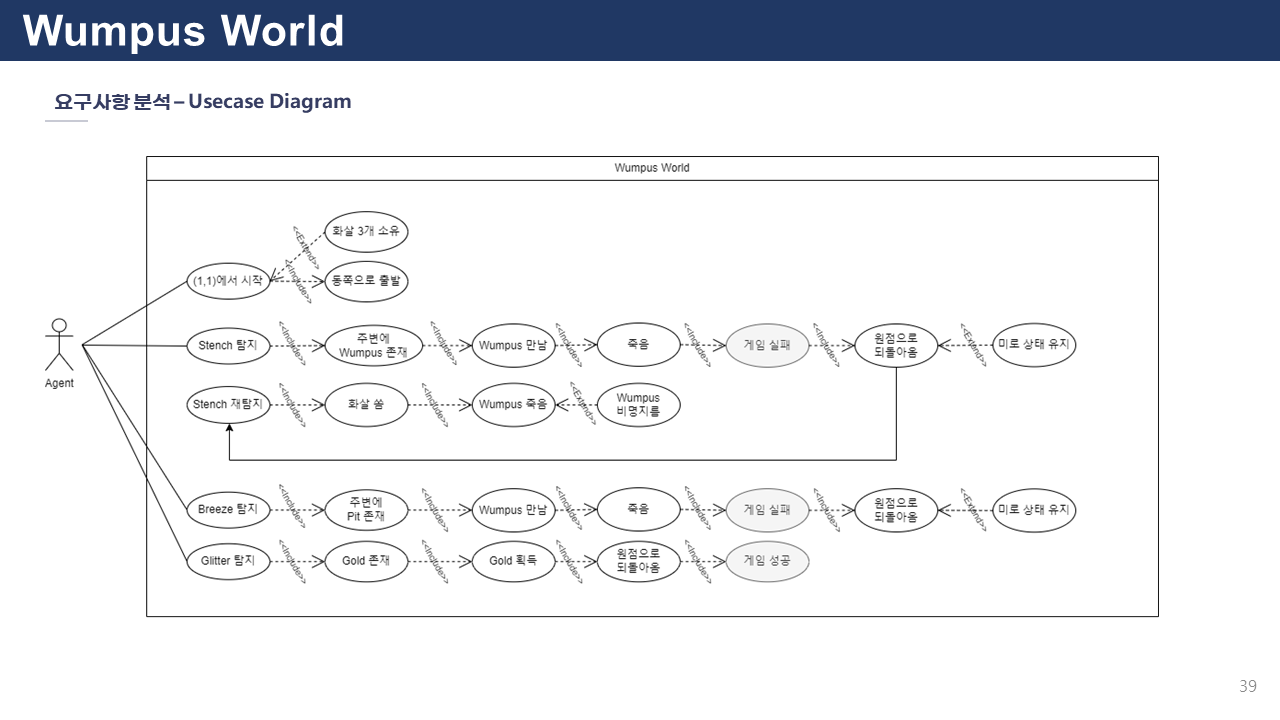 Wumpus World
요구사항 분석 – Usecase Diagram
Wumpus World
화살 3개 소유
<<Extend>>
(1,1)에서 시작
<<Include>>
동쪽으로 출발
Agent
Stench 탐지
<<Include>>
주변에
Wumpus 존재
<<Include>>
Wumpus 만남
<<Include>>
죽음
<<Include>>
게임 실패
<<Include>>
원점으로
되돌아옴
<<Extend>>
미로 상태 유지
Stench 재탐지
<<Include>>
화살 쏨
<<Include>>
Wumpus 죽음
<<Extend>>
Wumpus
비명지름
Breeze 탐지
<<Include>>
주변에
Pit 존재
<<Include>>
Wumpus 만남
<<Include>>
죽음
<<Include>>
게임 실패
<<Include>>
원점으로
되돌아옴
<<Extend>>
미로 상태 유지
Glitter 탐지
<<Include>>
Gold 존재
<<Include>>
Gold 획득
<<Include>>
원점으로
되돌아옴
<<Include>>
게임 성공
39